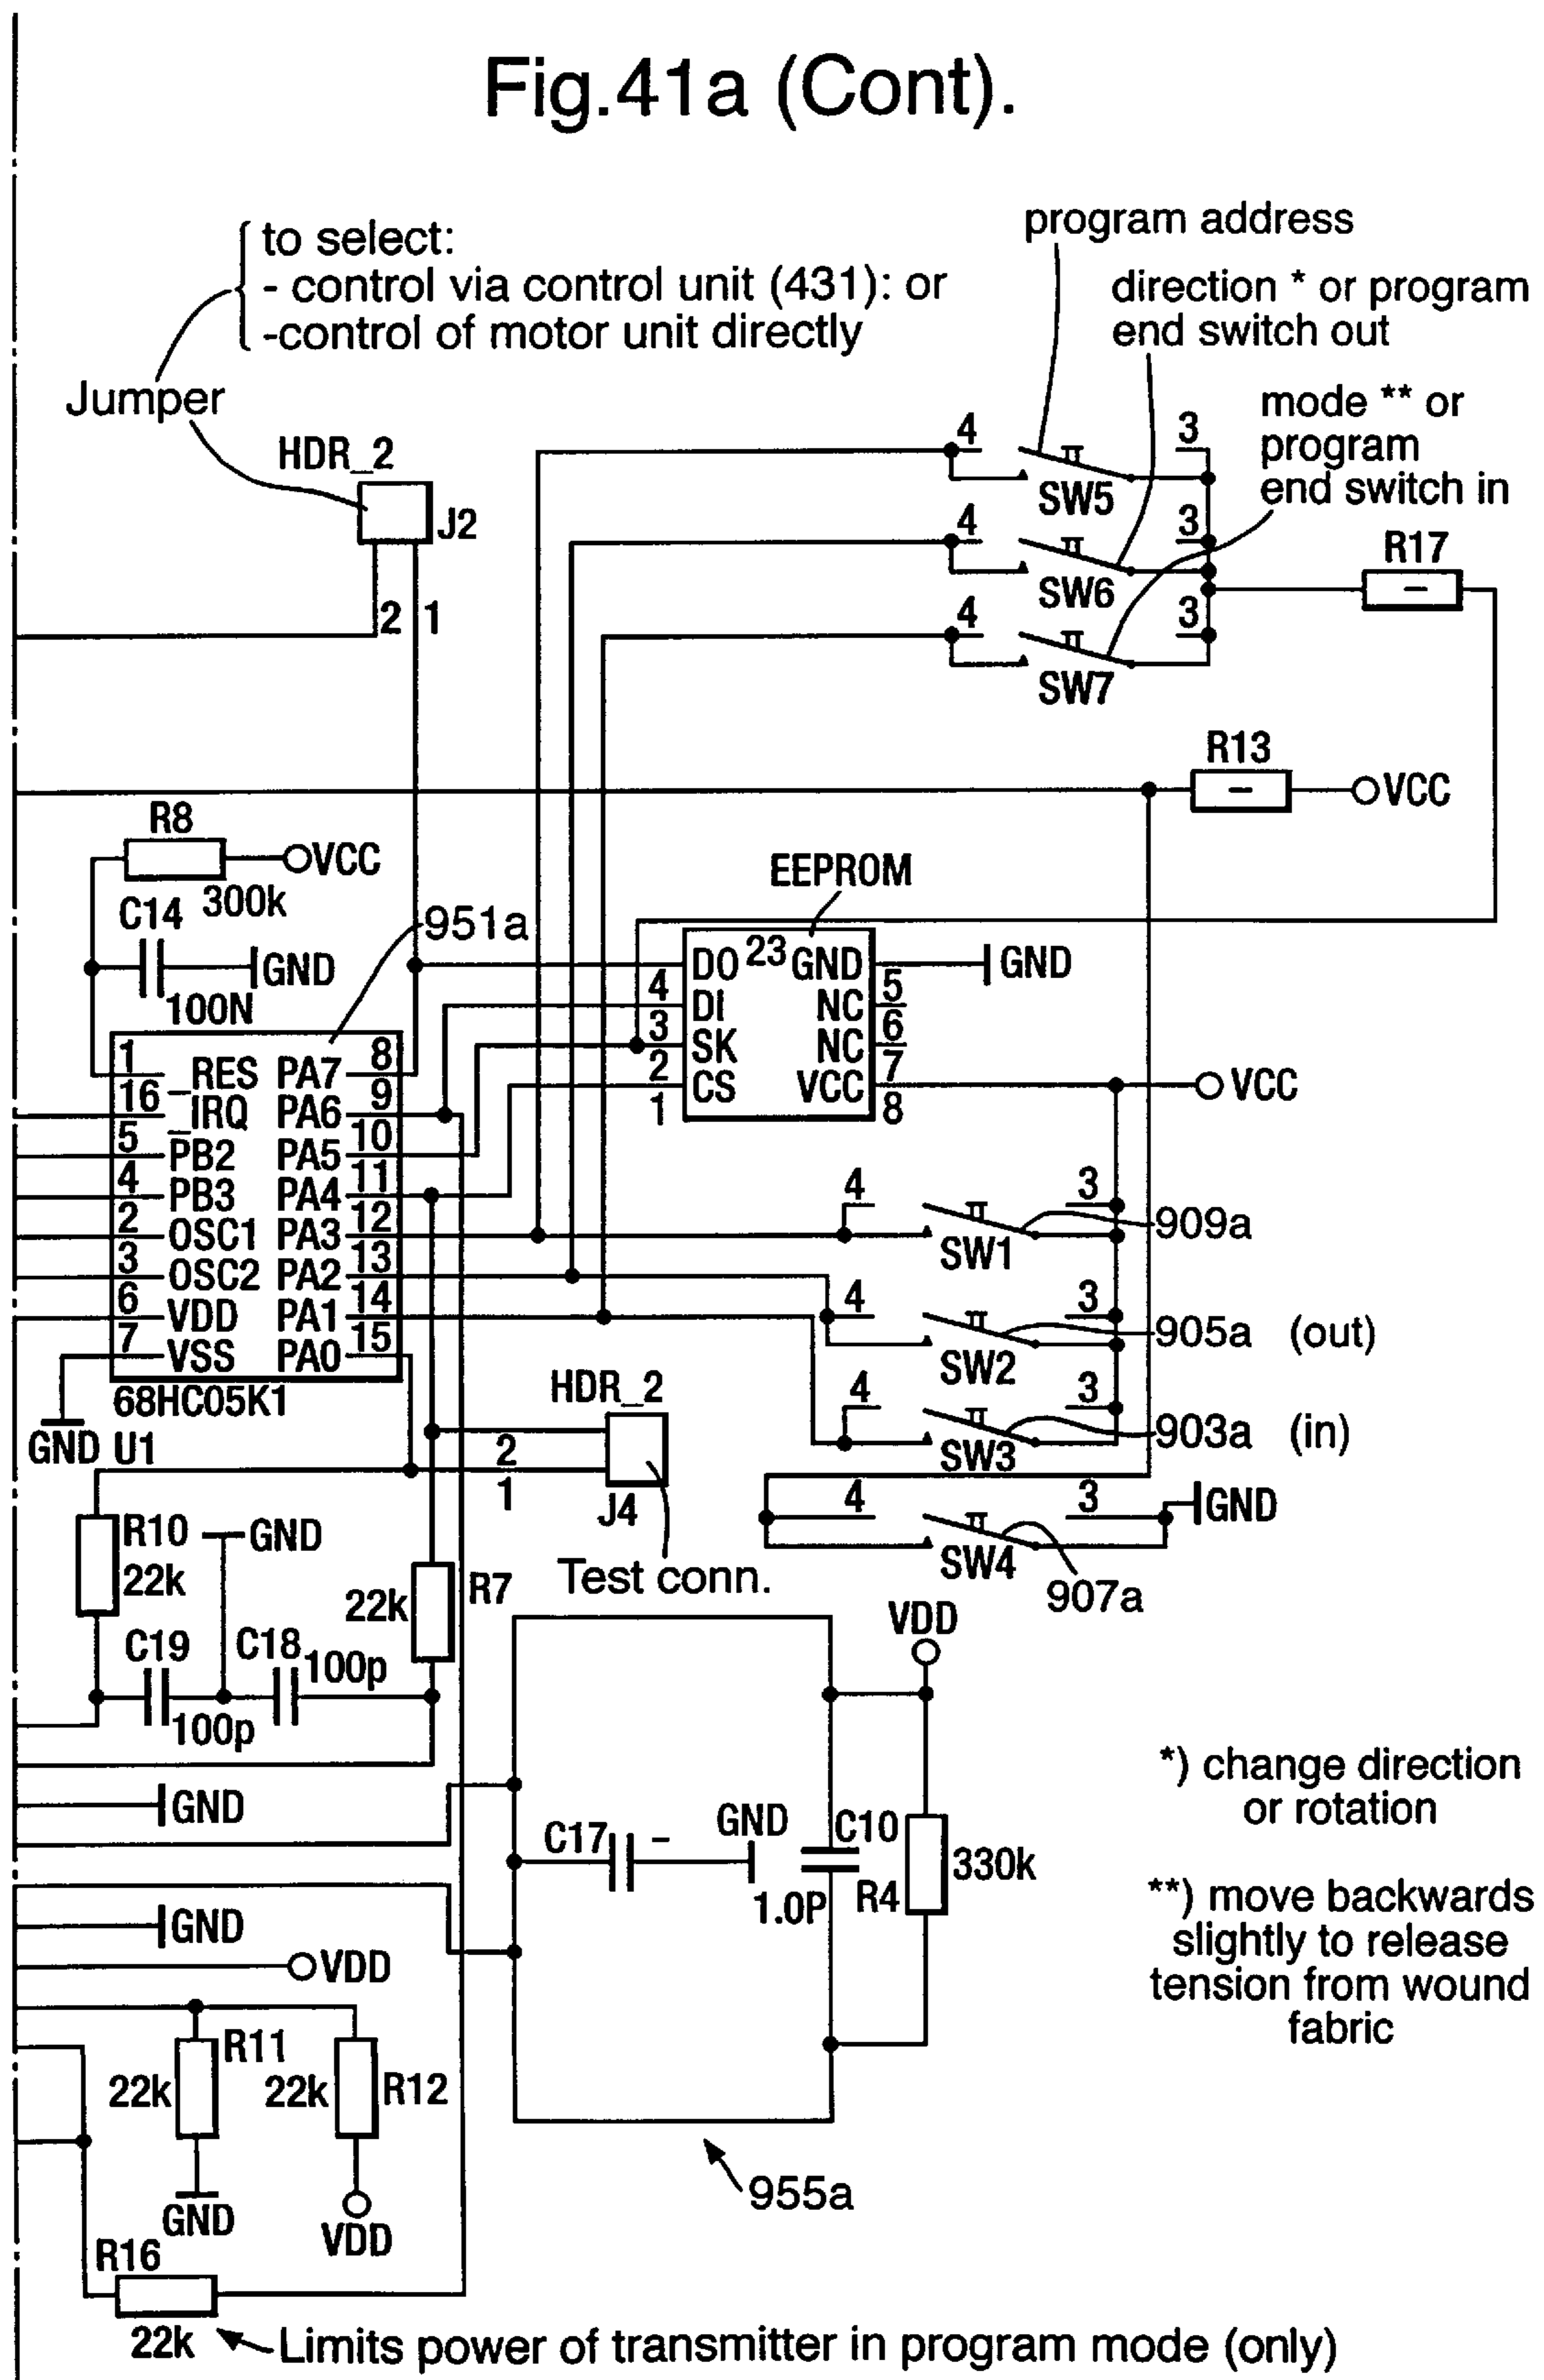 Fig.41a (Cont).
to select:
- control via control unit (431): or
-control of motor unit directly
Jumper
program address
direction * or program
end switch out
mode ** or
program
end switch in
HDR_2
J2
2 1
4 3
SW5
4 3
SW6
4 3
SW7
R17
-
R13
-
VCC
R8
VCC
300k
C14
GND
100N
951a
EEPROM
23
DO GND
GND
4 DI NC 5
3 SK NC 6
2 CS VCC 7
1 8
VCC
1 _RES PA7 8
16 _IRQ PA6 9
5 PB2 PA5 10
4 PB3 PA4 11
2 OSC1 PA3 12
3 OSC2 PA2 13
6 VDD PA1 14
7 VSS PA0 15
68HC05K1
GND U1
4 3
SW1
909a
4 3
SW2
905a (out)
4 3
SW3
903a (in)
4 3
GND
SW4
907a
HDR_2
2
1
J4
Test conn.
R10
22k
GND
R7
22k
C19
100p
C18
100p
GND
VDD
C17
-
GND
C10
1.0P
R4
330k
GND
VDD
R11
22k
22k
R12
GND
VDD
955a
R16
22k
Limits power of transmitter in program mode (only)
*) change direction
or rotation
**) move backwards
slightly to release
tension from wound
fabric